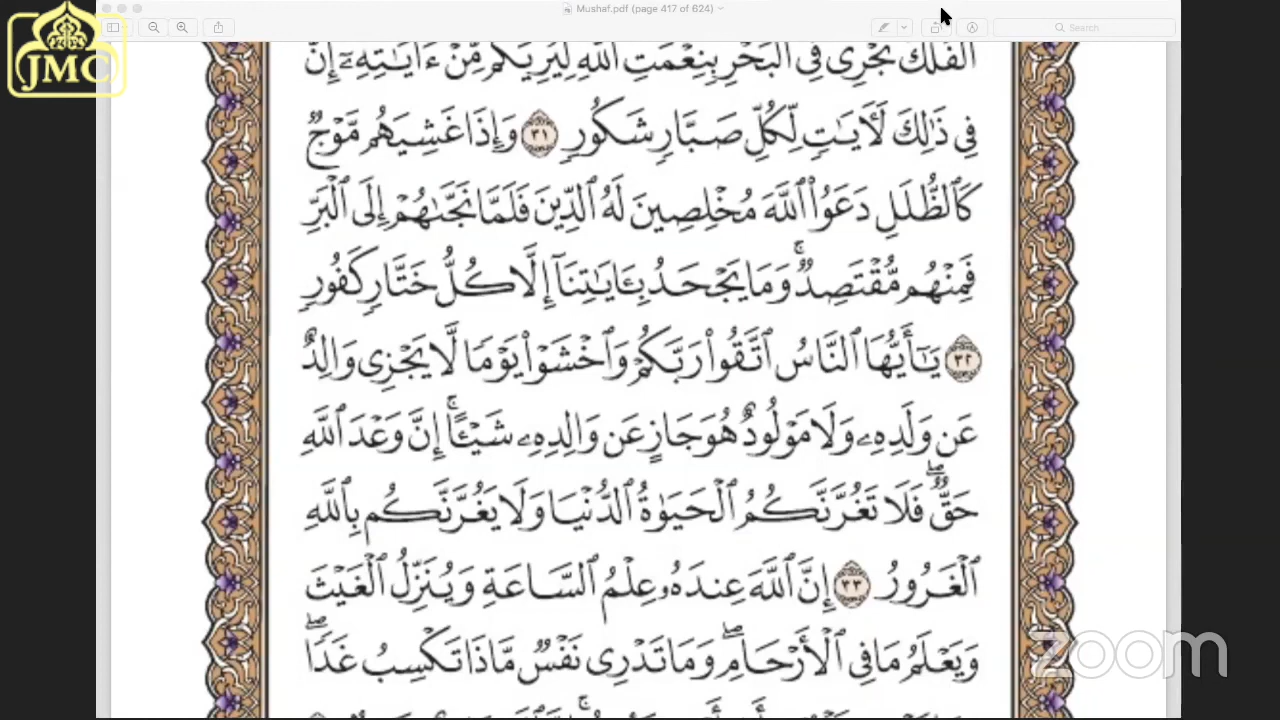 Mushaf.pdf (page 417 of 624)
Search
JMC
ٱلْفُلْكَ تَجْرِى فِى ٱلْبَحْرِ بِنِعْمَتِ ٱللَّهِ لِيُرِيَكُم مِّنْ ءَايَـٰتِهِۦٓ إِنَّ
فِى ذَٰلِكَ لَـَٔايَـٰتٍ لِّكُلِّ صَبَّارٍ شَكُورٍ ٣١ وَإِذَا غَشِيَهُم مَّوْجٌ
كَٱلظُّلَلِ دَعَوُا۟ ٱللَّهَ مُخْلِصِينَ لَهُ ٱلدِّينَ فَلَمَّا نَجَّىٰهُمْ إِلَى ٱلْبَرِّ
فَمِنْهُم مُّقْتَصِدٌ ۚ وَمَا يَجْحَدُ بِـَٔايَـٰتِنَآ إِلَّا كُلُّ خَتَّارٍ كَفُورٍ
٣٢ يَـٰٓأَيُّهَا ٱلنَّاسُ ٱتَّقُوا۟ رَبَّكُمْ وَٱخْشَوْا۟ يَوْمًا لَّا يَجْزِى وَالِدٌ
عَن وَلَدِهِۦ وَلَا مَوْلُودٌ هُوَ جَازٍ عَن وَالِدِهِۦ شَيْـًٔا ۚ إِنَّ وَعْدَ ٱللَّهِ
حَقٌّ ۖ فَلَا تَغُرَّنَّكُمُ ٱلْحَيَوٰةُ ٱلدُّنْيَا وَلَا يَغُرَّنَّكُم بِٱللَّهِ
ٱلْغَرُورُ ٣٣ إِنَّ ٱللَّهَ عِندَهُۥ عِلْمُ ٱلسَّاعَةِ وَيُنَزِّلُ ٱلْغَيْثَ
وَيَعْلَمُ مَا فِى ٱلْأَرْحَامِ ۖ وَمَا تَدْرِى نَفْسٌ مَّاذَا تَكْسِبُ غَدًا ۖ
zoom